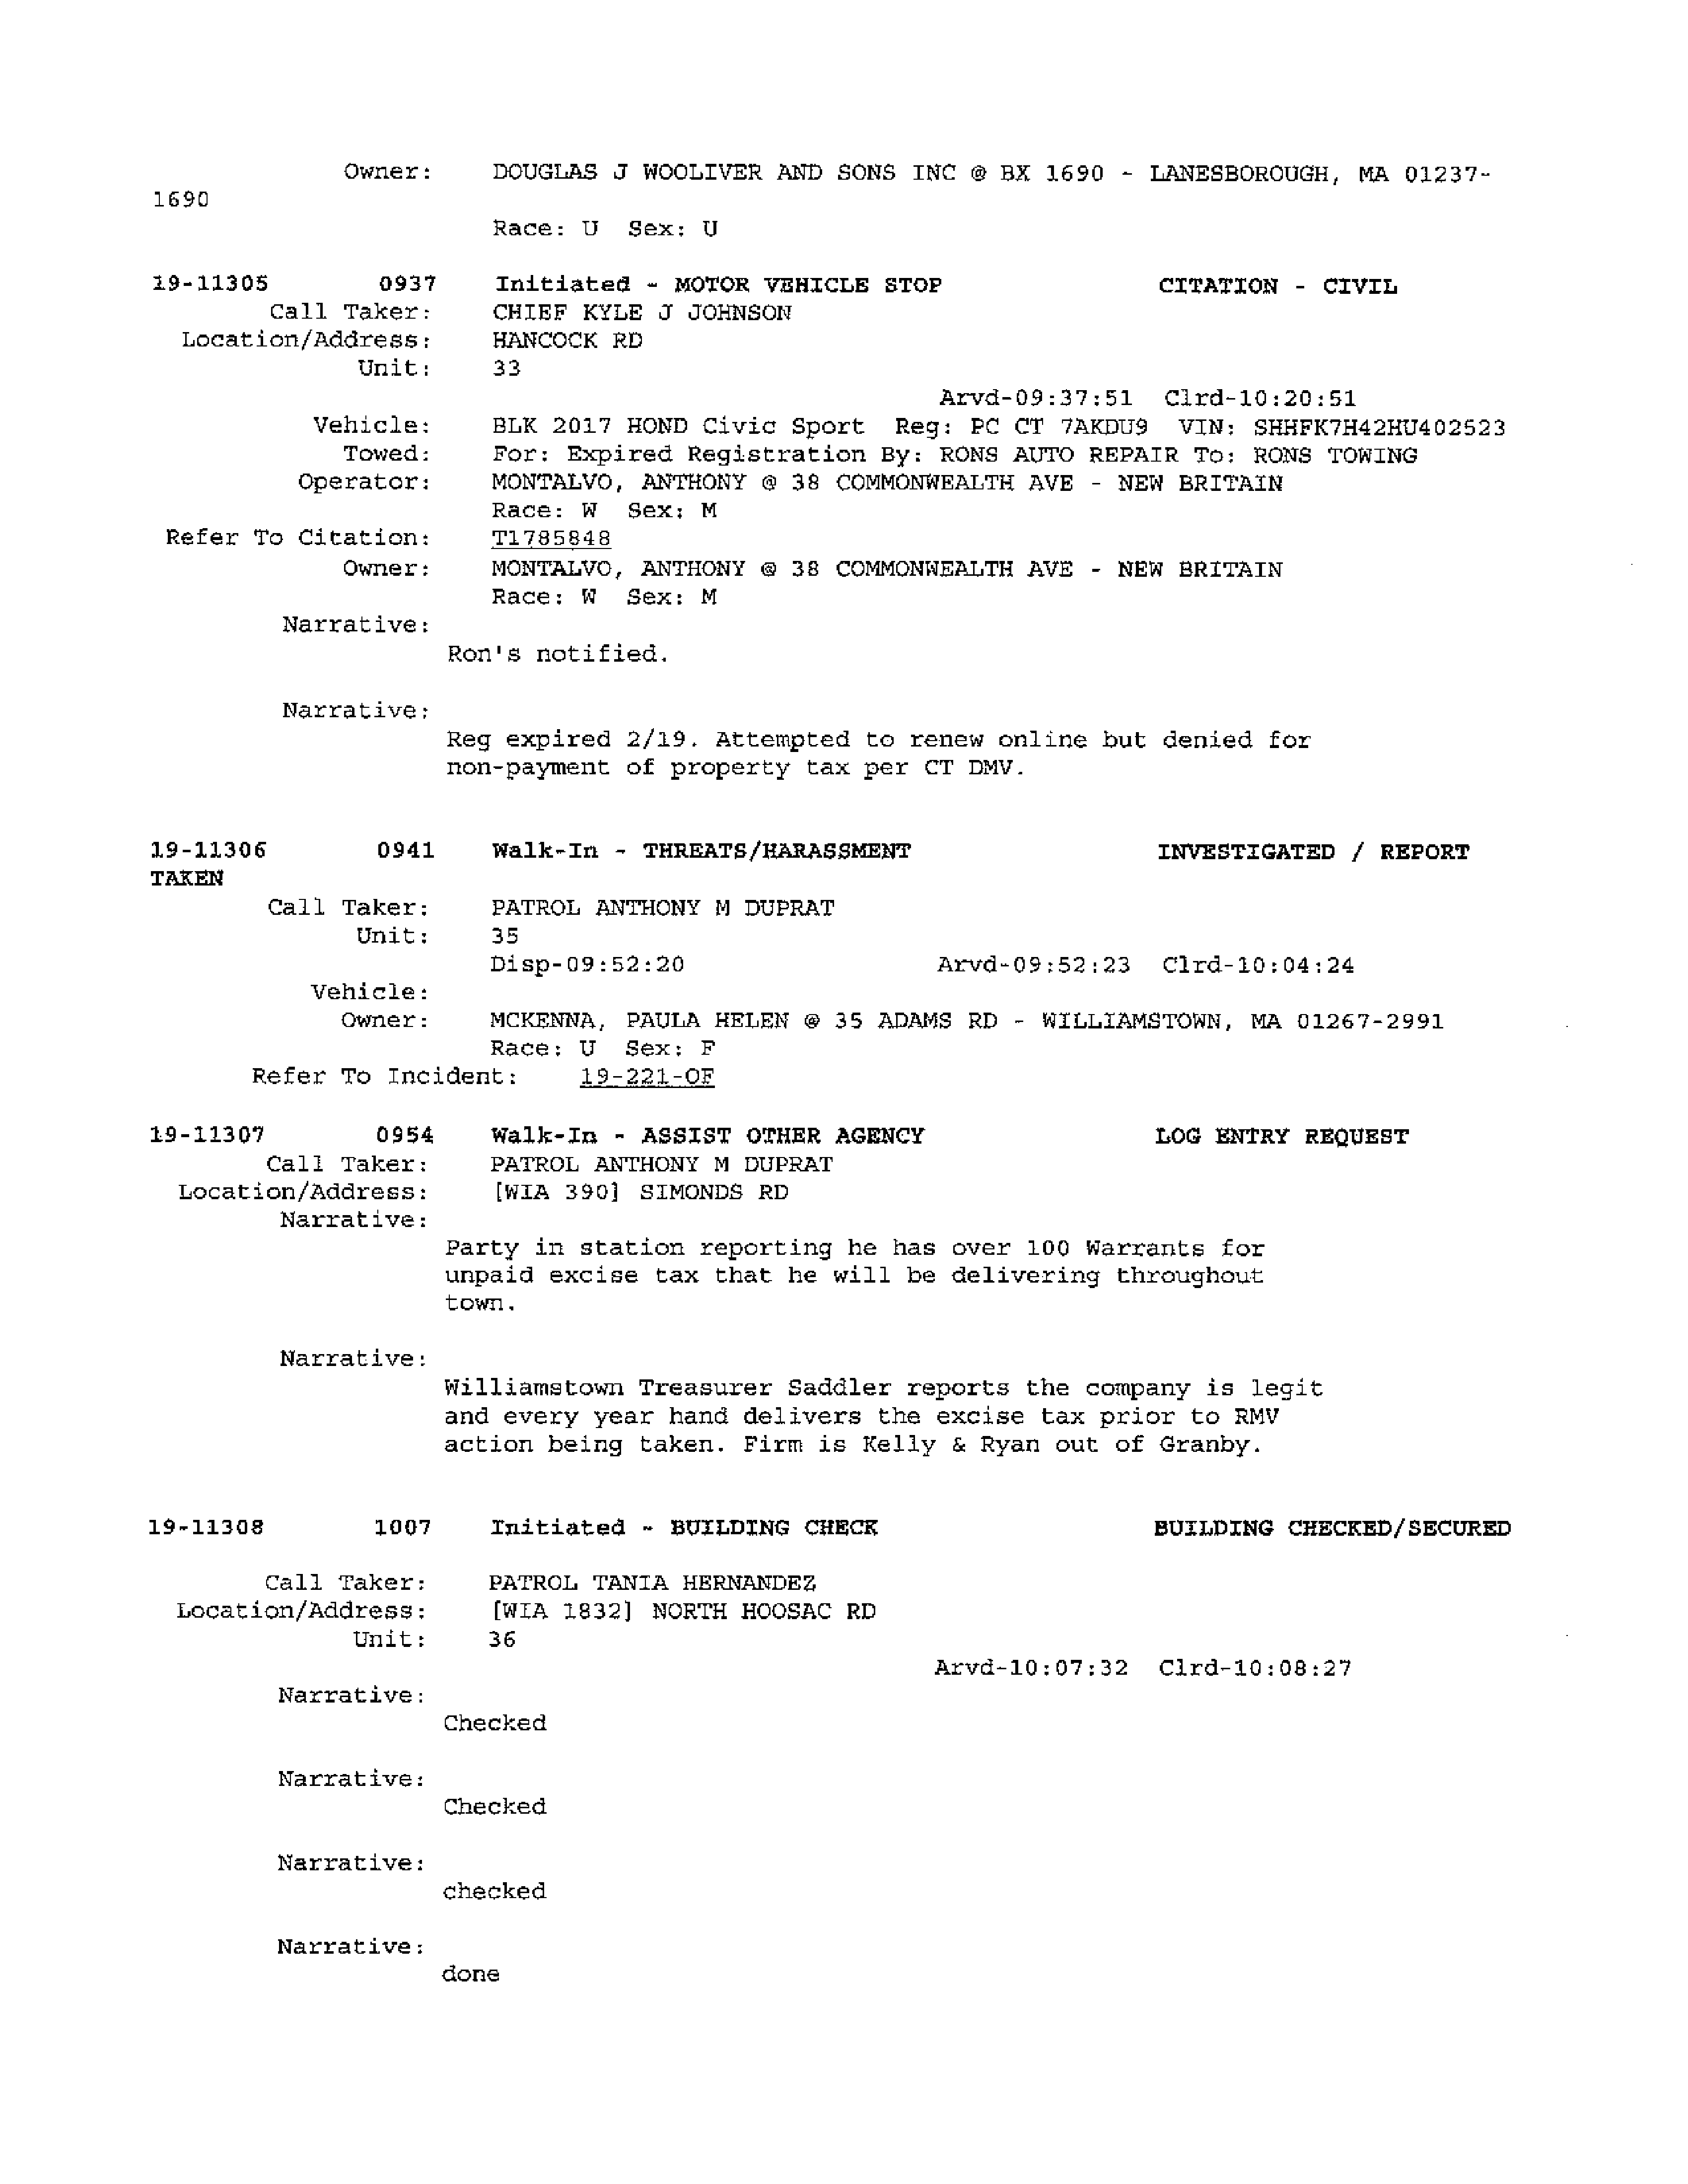 Owner: DOUGLAS J WOOLIVER AND SONS INC @ BX 1690 - LANESBOROUGH, MA 01237-
1690
Race: U Sex: U
19-11305 0937 Initiated - MOTOR VEHICLE STOP CITATION - CIVIL
Call Taker: CHIEF KYLE J JOHNSON
Location/Address: HANCOCK RD
Unit: 33
Arvd-09:37:51 Clrd-10:20:51
Vehicle: BLK 2017 HOND Civic Sport Reg: PC CT 7AKDU9 VIN: SHHFK7H42HU402523
Towed: For: Expired Registration By: RONS AUTO REPAIR To: RONS TOWING
Operator: MONTALVO, ANTHONY @ 38 COMMONWEALTH AVE - NEW BRITAIN
Race: W Sex: M
Refer To Citation: T1785848
Owner: MONTALVO, ANTHONY @ 38 COMMONWEALTH AVE - NEW BRITAIN
Race: W Sex: M
Narrative:
Ron's notified.
Narrative:
Reg expired 2/19. Attempted to renew online but denied for
non-payment of property tax per CT DMV.
19-11306 0941 Walk-In - THREATS/HARASSMENT INVESTIGATED / REPORT
TAKEN
Call Taker: PATROL ANTHONY M DUPRAT
Unit: 35
Disp-09:52:20 Arvd-09:52:23 Clrd-10:04:24
Vehicle:
Owner: MCKENNA, PAULA HELEN @ 35 ADAMS RD - WILLIAMSTOWN, MA 01267-2991
Race: U Sex: F
Refer To Incident: 19-221-OF
19-11307 0954 Walk-In - ASSIST OTHER AGENCY LOG ENTRY REQUEST
Call Taker: PATROL ANTHONY M DUPRAT
Location/Address: [WIA 390] SIMONDS RD
Narrative:
Party in station reporting he has over 100 Warrants for
unpaid excise tax that he will be delivering throughout
town.
Narrative:
Williamstown Treasurer Saddler reports the company is legit
and every year hand delivers the excise tax prior to RMV
action being taken. Firm is Kelly & Ryan out of Granby.
19-11308 1007 Initiated - BUILDING CHECK BUILDING CHECKED/SECURED
Call Taker: PATROL TANIA HERNANDEZ
Location/Address: [WIA 1832] NORTH HOOSAC RD
Unit: 36
Arvd-10:07:32 Clrd-10:08:27
Narrative:
Checked
Narrative:
Checked
Narrative:
checked
Narrative:
done